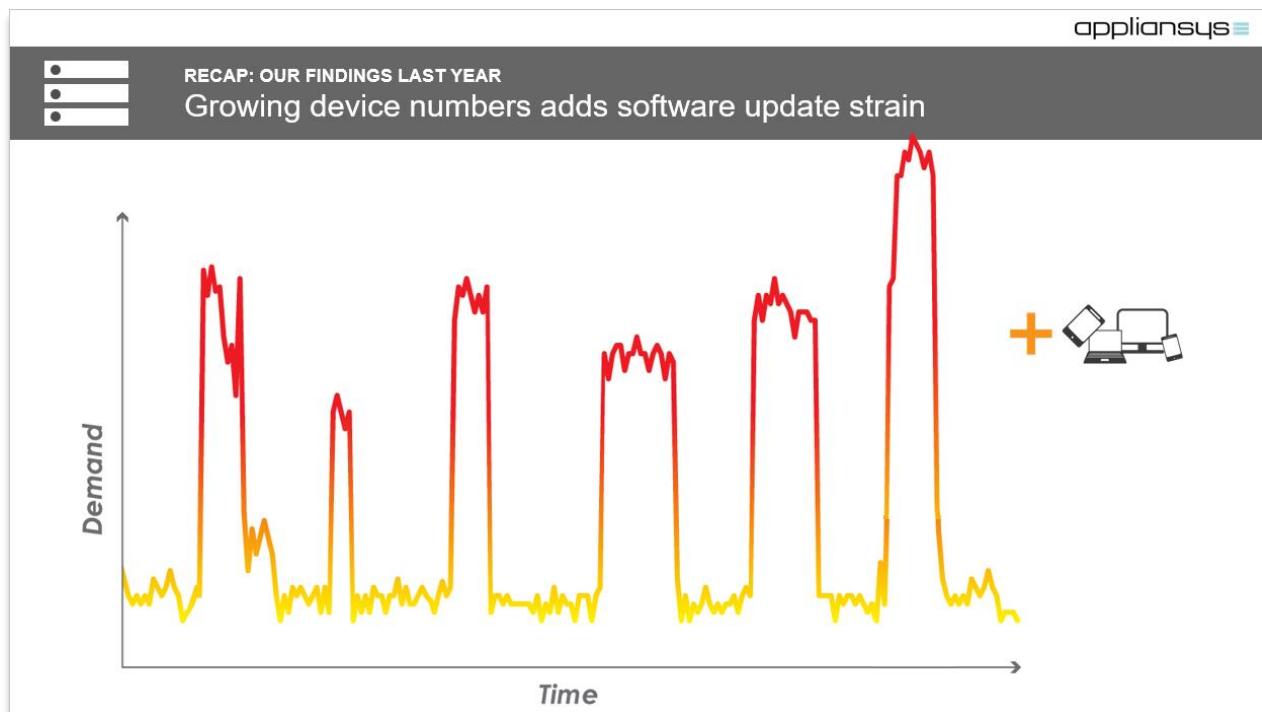 appliansys
RECAP: OUR FINDINGS LAST YEAR
Growing device numbers adds software update strain
Demand
Time